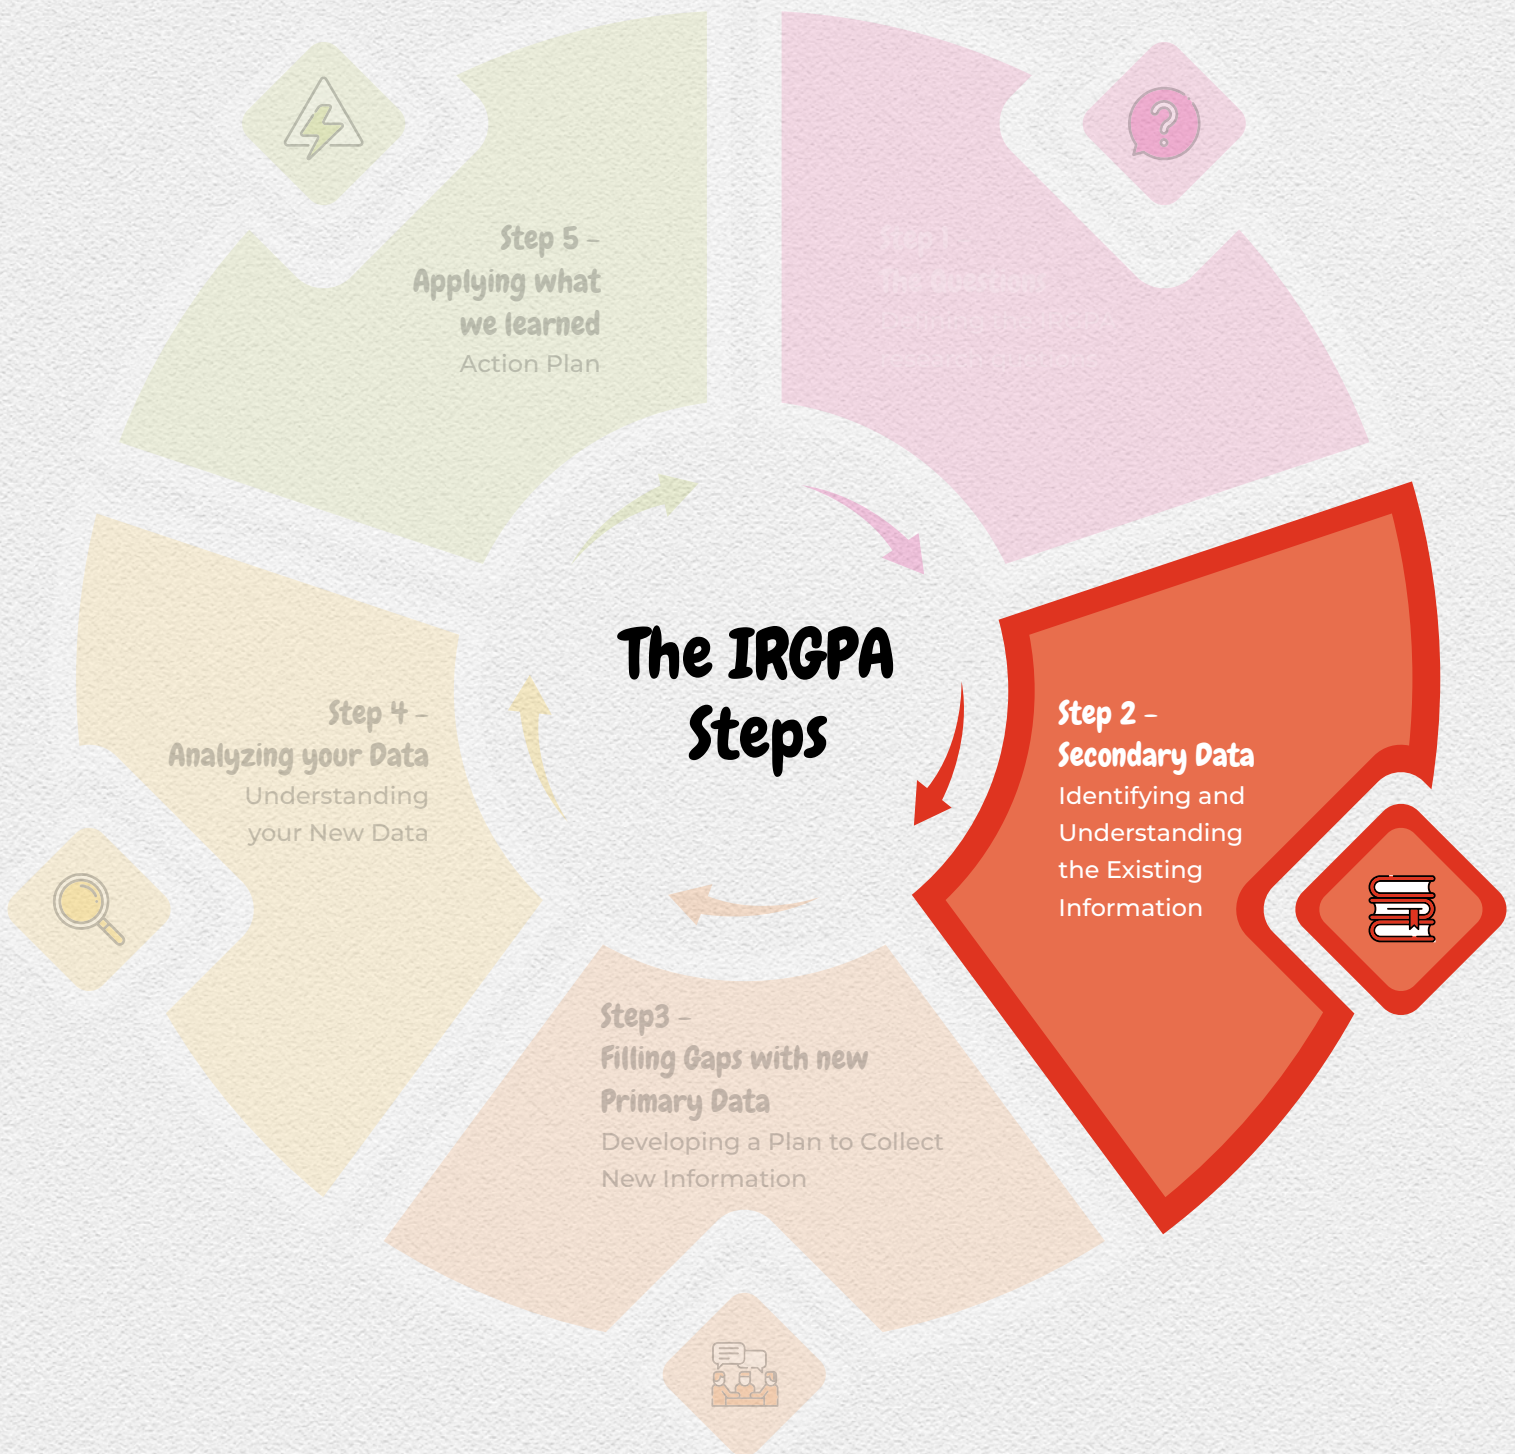 The IRGPA
Steps
Step 1
Step 2 –
Secondary Data
Identifying and
Understanding
the Existing
Information
Step3 –
Filling Gaps with new
Primary Data
Developing a Plan to Collect
New Information
Step 4 –
Analyzing your Data
Understanding
your New Data
Step 5 –
Applying what
we learned
Action Plan